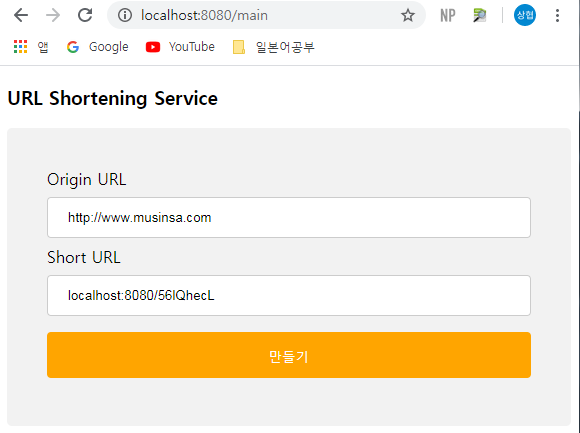 localhost:8080/main
NP
상협
앱
Google
YouTube
일본어공부
URL Shortening Service
Origin URL
http://www.musinsa.com
Short URL
localhost:8080/56lQhecL
만들기